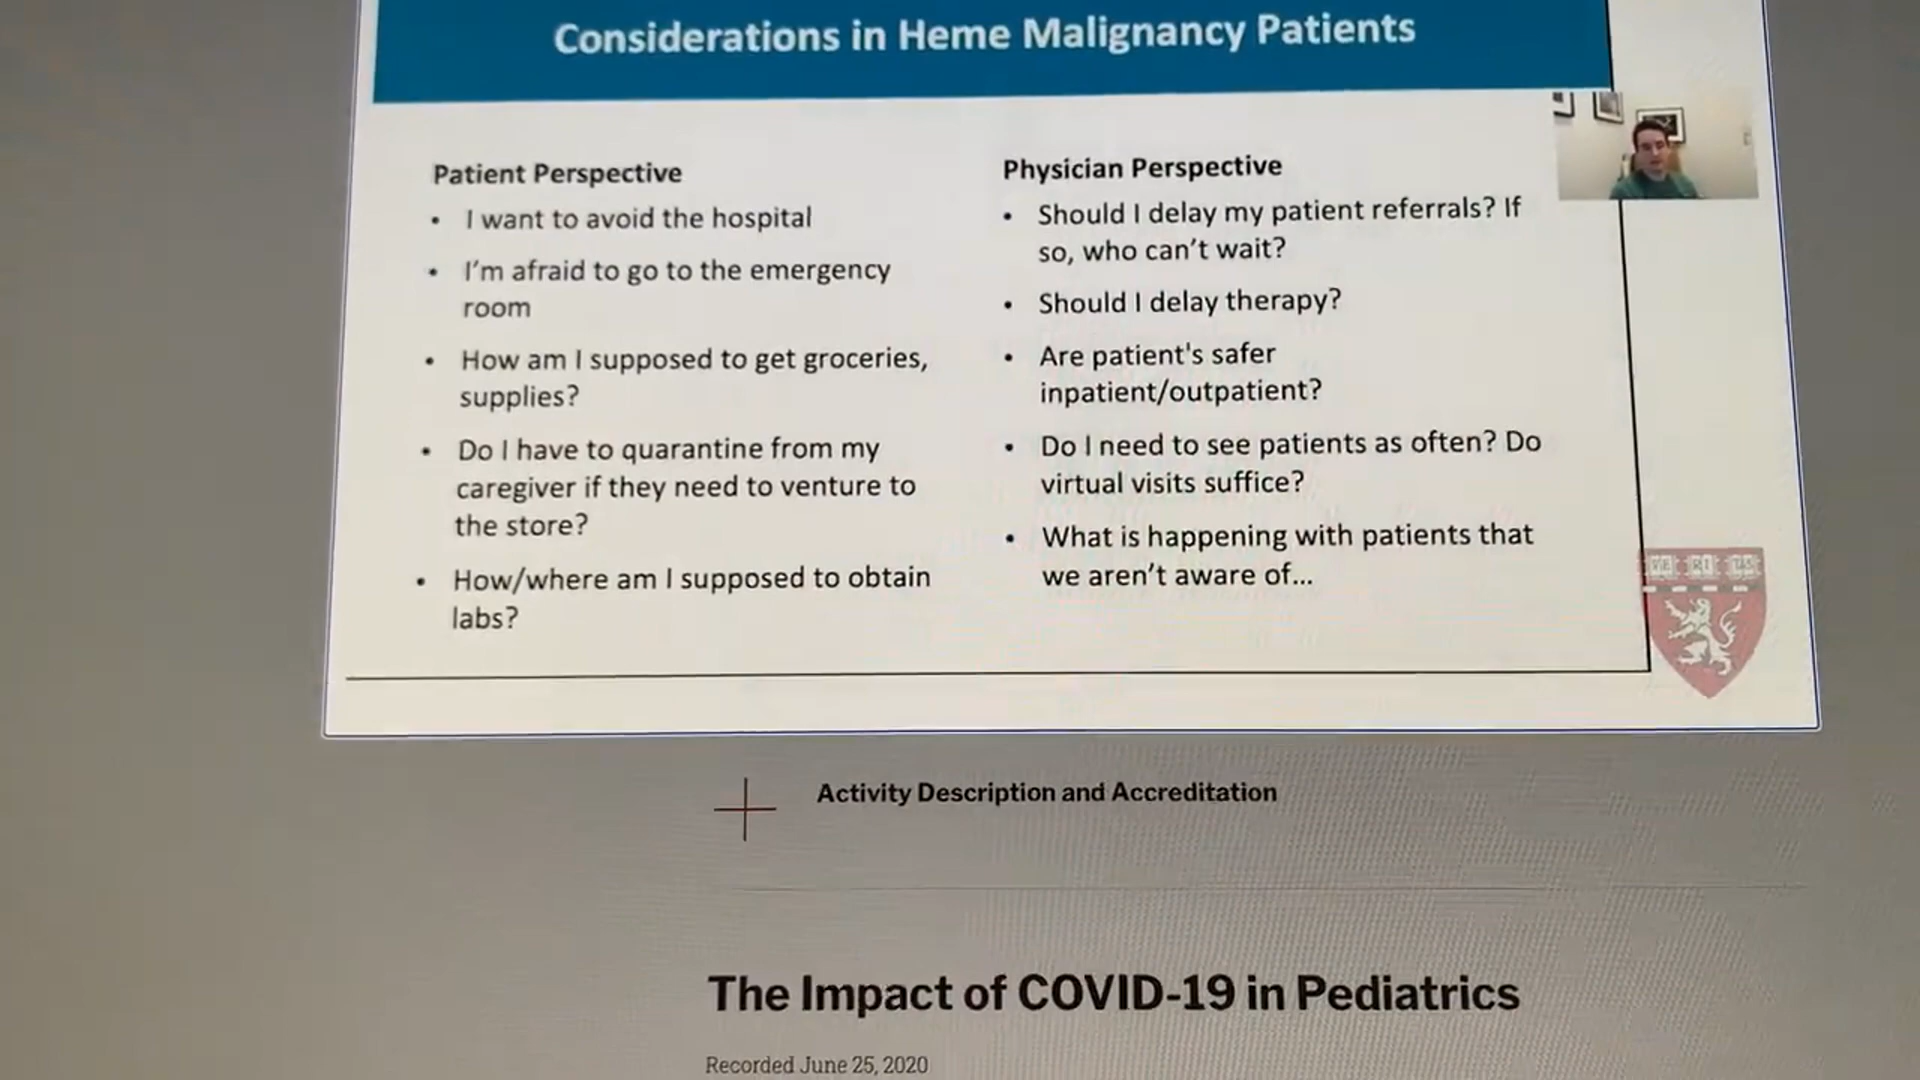 Considerations in Heme Malignancy Patients
Patient Perspective
• I want to avoid the hospital
• I'm afraid to go to the emergency
room
• How am I supposed to get groceries,
supplies?
• Do I have to quarantine from my
caregiver if they need to venture to
the store?
• How/where am I supposed to obtain
labs?
Physician Perspective
• Should I delay my patient referrals? If
so, who can't wait?
• Should I delay therapy?
• Are patient's safer
inpatient/outpatient?
• Do I need to see patients as often? Do
virtual visits suffice?
• What is happening with patients that
we aren't aware of...
VE RI TAS
Activity Description and Accreditation
The Impact of COVID-19 in Pediatrics
Recorded June 25, 2020